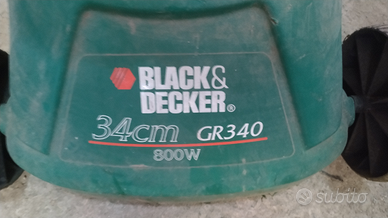 BLACK&
DECKER®
34cm GR340
800W
subito